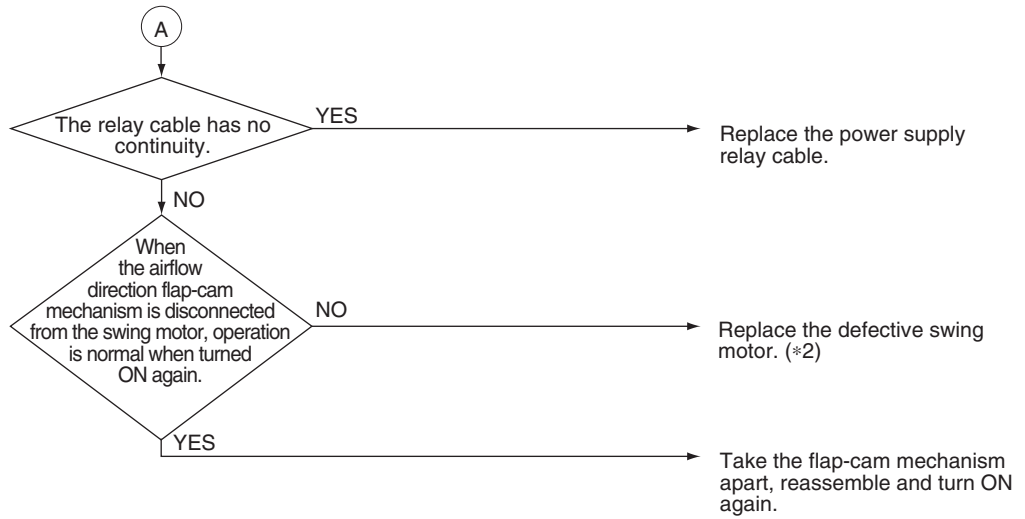 A
The relay cable has no
continuity.
YES
Replace the power supply
relay cable.
NO
When
the airflow
direction flap-cam
mechanism is disconnected
from the swing motor, operation
is normal when turned
ON again.
NO
Replace the defective swing
motor. (*2)
YES
Take the flap-cam mechanism
apart, reassemble and turn ON
again.